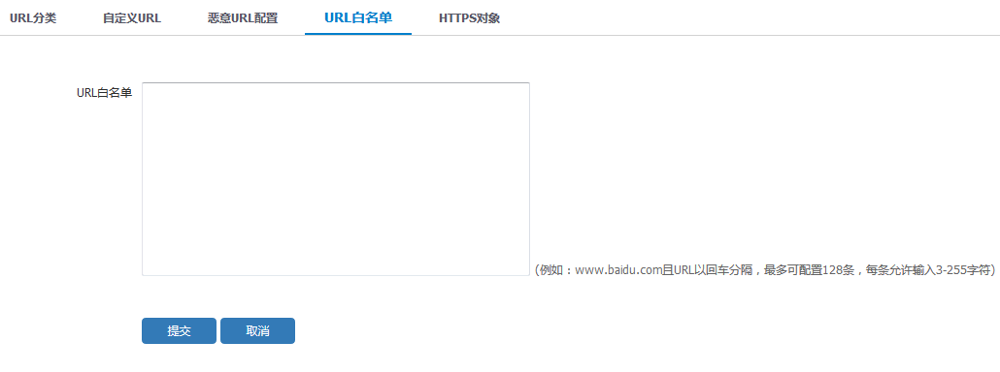 URL分类 自定义URL 恶意URL配置 URL白名单 HTTPS对象
URL白名单
(例如：www.baidu.com且URL以回车分隔，最多可配置128条，每条允许输入3-255字符)
提交 取消